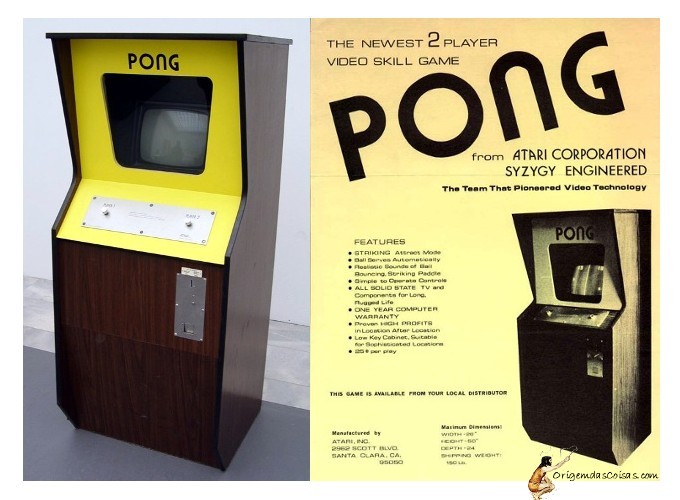 PONG
THE NEWEST 2 PLAYER
VIDEO SKILL GAME
PONG
from ATARI CORPORATION
SYZYGY ENGINEERED
The Team That Pioneered Video Technology
FEATURES
• STRIKING Attract Mode
• Ball Serves Automatically
• Realistic Sounds of Ball
Bouncing, Striking Paddle
• Simple to Operate Controls
• ALL SOLID STATE TV and
Components for Long,
Rugged Life
• ONE YEAR COMPUTER
WARRANTY
• Proven HIGH PROFITS
in Location After Location
• Low Key Cabinet, Suitable
for Sophisticated Locations
• 25¢ per play
THIS GAME IS AVAILABLE FROM YOUR LOCAL DISTRIBUTOR
Manufactured by
ATARI, INC.
2962 SCOTT BLVD.
SANTA CLARA, CA.
95050
Maximum Dimensions:
WIDTH - 26"
HEIGHT - 50"
DEPTH - 24
SHIPPING WEIGHT:
150 Lbs.
PONG
OrigemdasCoisas.com